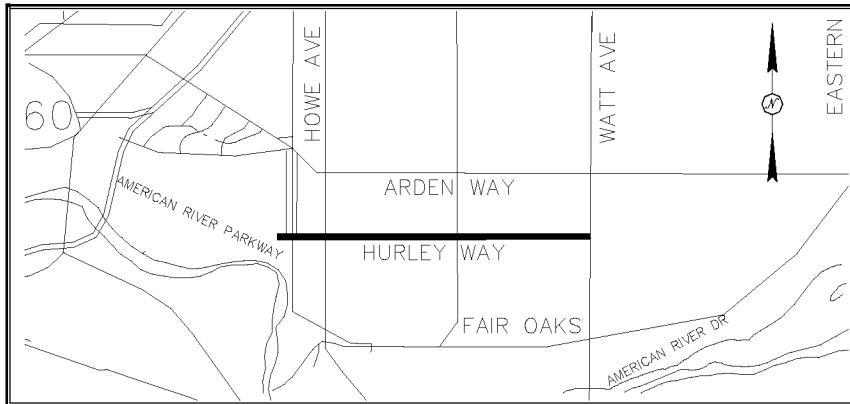 HOWE AVE
WATT AVE
EASTERN
60
N
ARDEN WAY
AMERICAN RIVER PARKWAY
HURLEY WAY
FAIR OAKS
AMERICAN RIVER DR